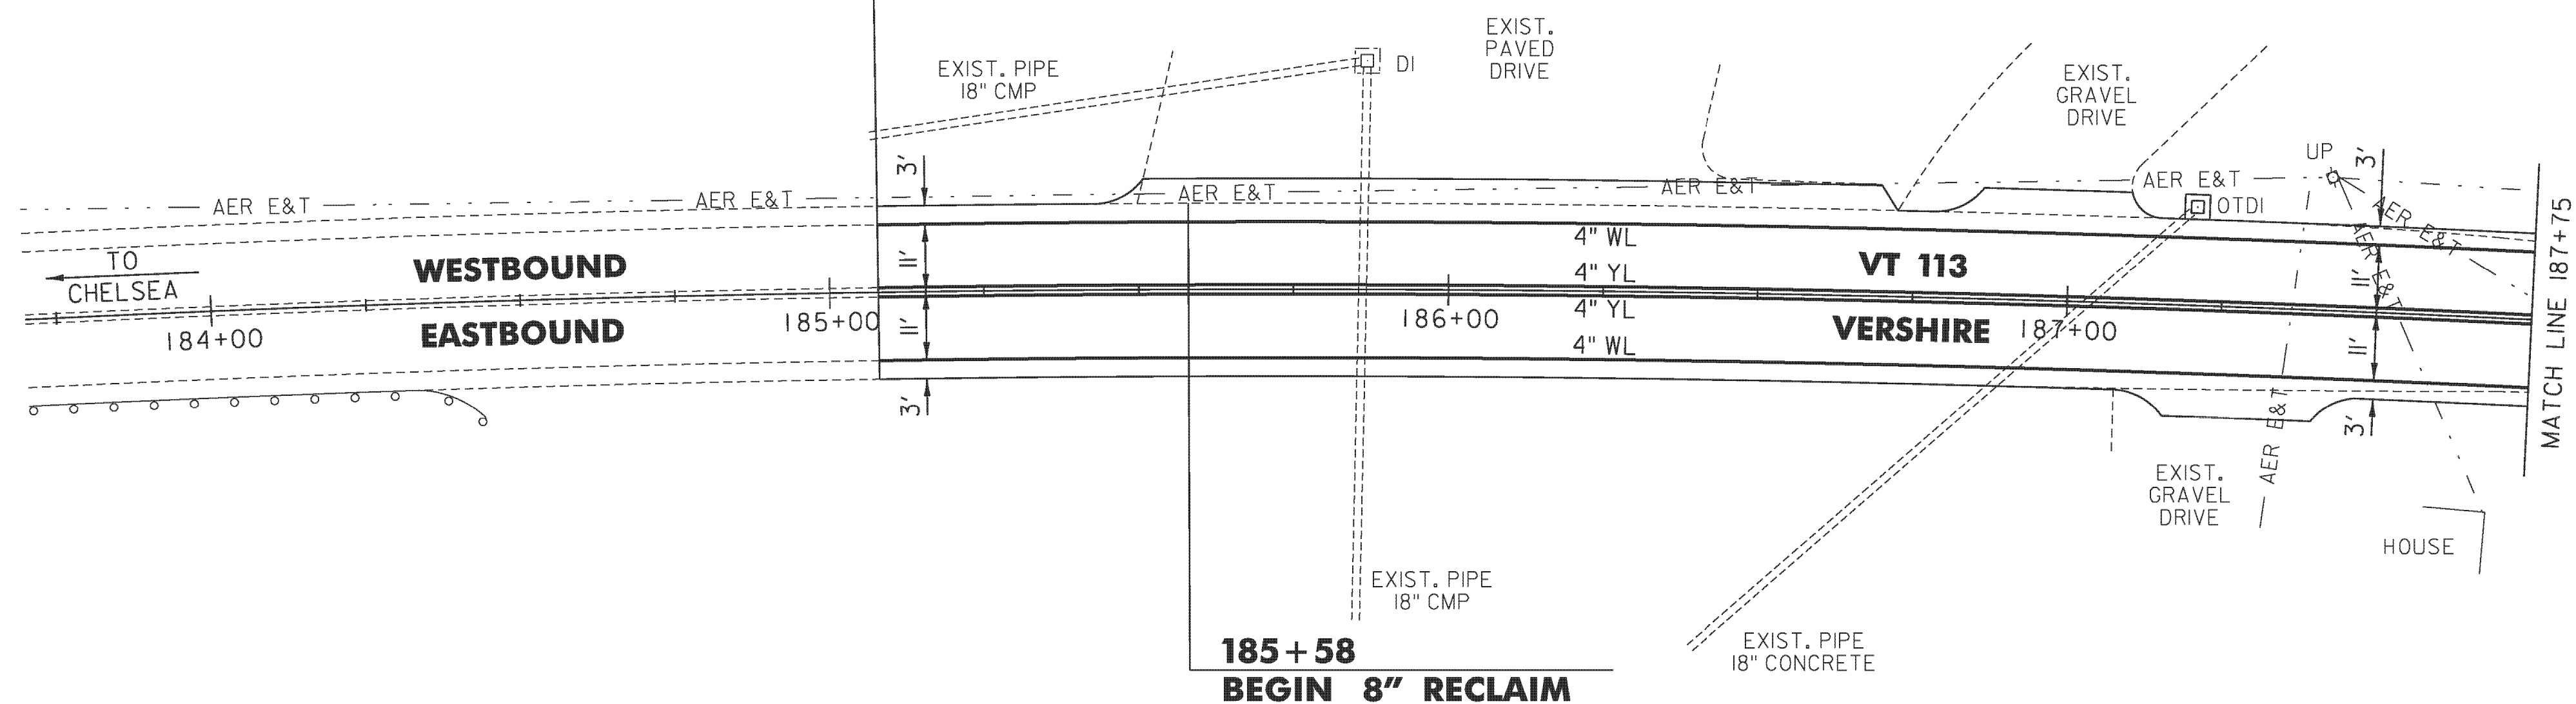 EXIST. PIPE
18" CMP
DI
EXIST.
PAVED
DRIVE
EXIST.
GRAVEL
DRIVE
UP
3'
3'
AER E&T
AER E&T
AER E&T
AER E&T
AER E&T
OTDI
AER E&T
AER E&T
TO
CHELSEA
WESTBOUND
EASTBOUND
11'
11'
4" WL
4" YL
4" YL
4" WL
VT 113
VERSHIRE
11'
11'
184+00
185+00
186+00
187+00
3'
3'
MATCH LINE 187+75
AER E&T
EXIST.
GRAVEL
DRIVE
HOUSE
EXIST. PIPE
18" CMP
EXIST. PIPE
18" CONCRETE
185+58
BEGIN 8" RECLAIM